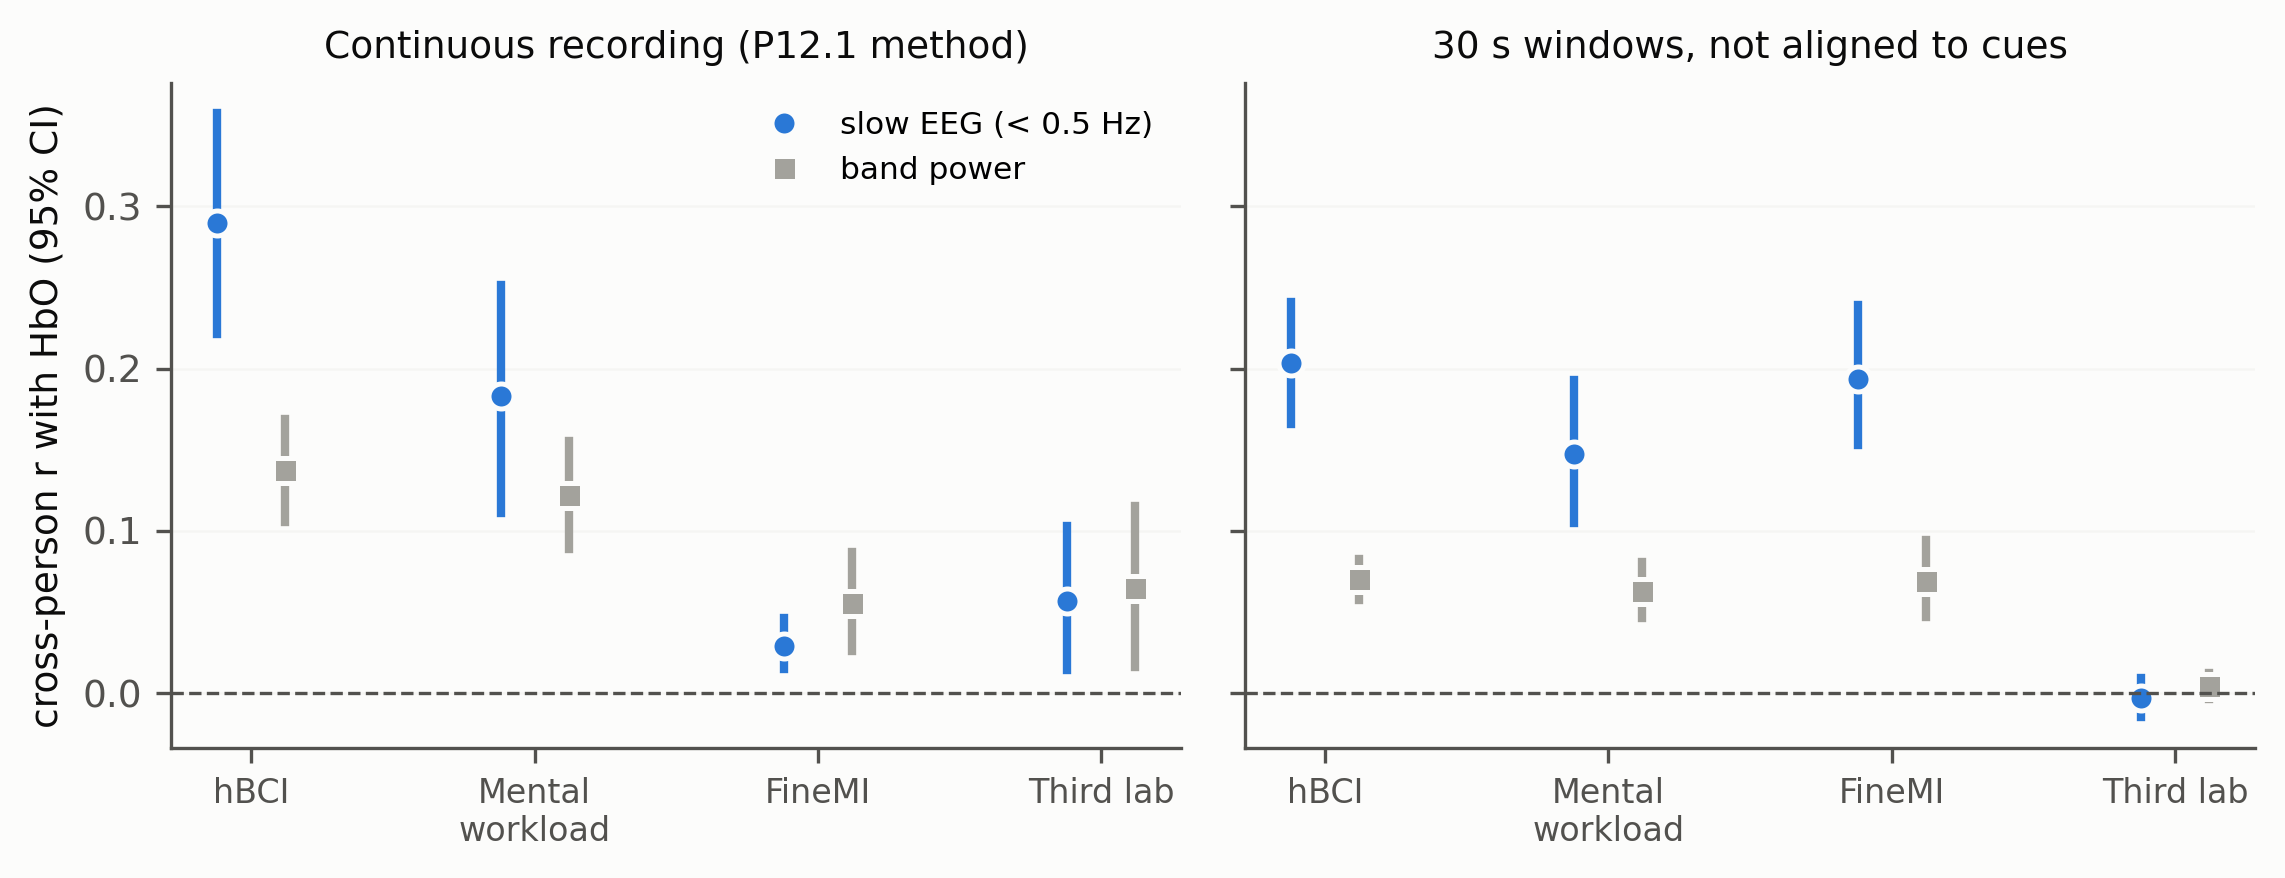 Continuous recording (P12.1 method)
30 s windows, not aligned to cues
cross-person r with HbO (95% CI)
slow EEG (< 0.5 Hz)
band power
0.3
0.2
0.1
0.0
hBCI
Mental
workload
FineMI
Third lab
hBCI
Mental
workload
FineMI
Third lab